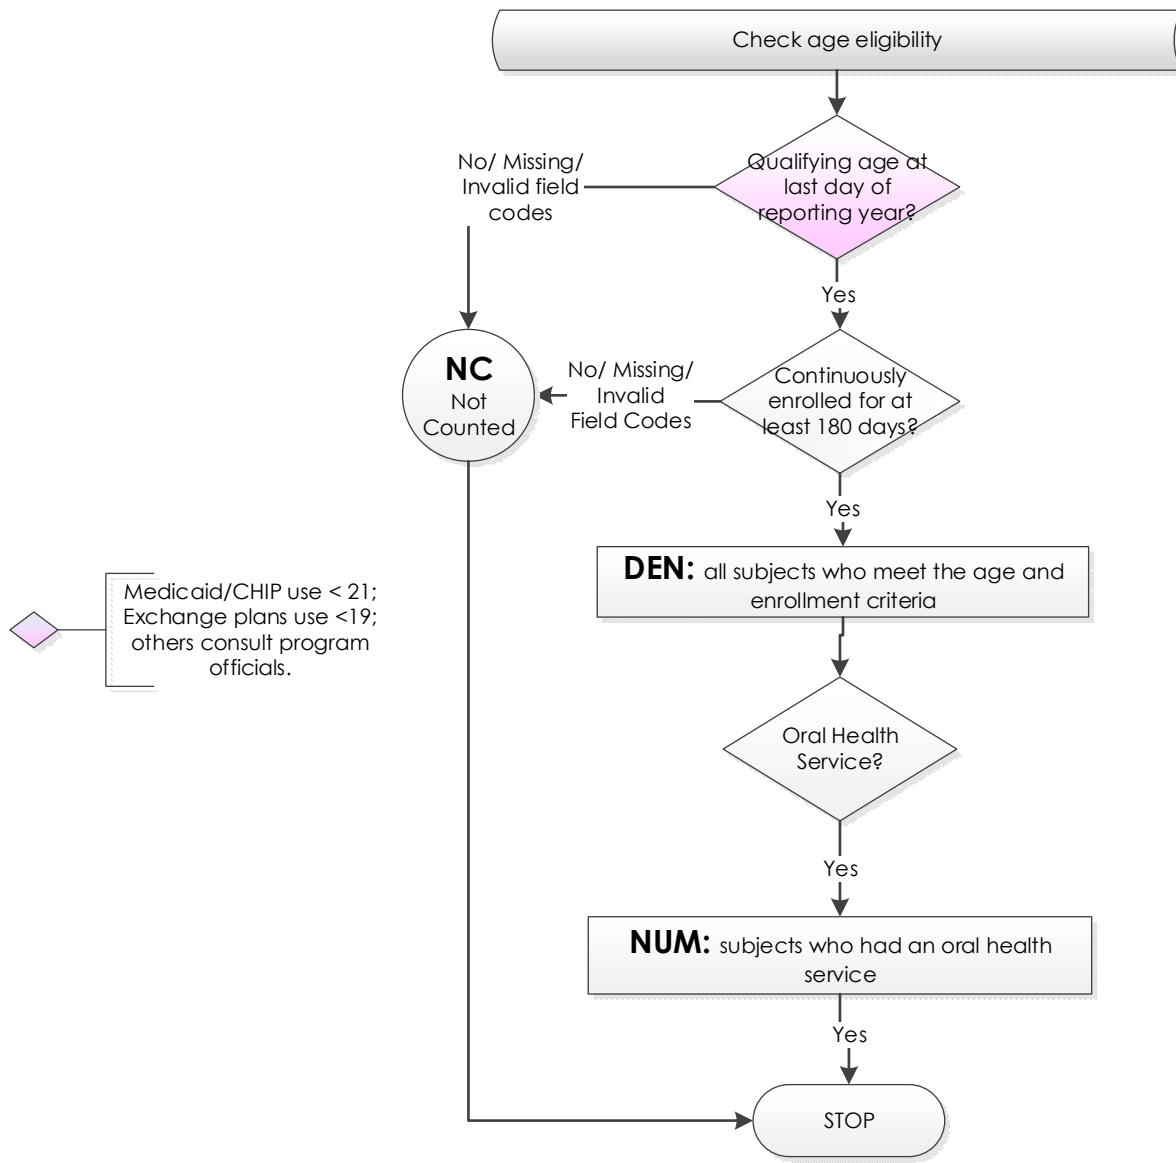 Check age eligibility
No/ Missing/
Invalid field
codes
Qualifying age at
last day of
reporting year?
Yes
NC
Not
Counted
No/ Missing/
Invalid
Field Codes
Continuously
enrolled for at
least 180 days?
Yes
DEN: all subjects who meet the age and
enrollment criteria
Medicaid/CHIP use < 21;
Exchange plans use <19;
others consult program
officials.
Oral Health
Service?
Yes
NUM: subjects who had an oral health
service
Yes
STOP